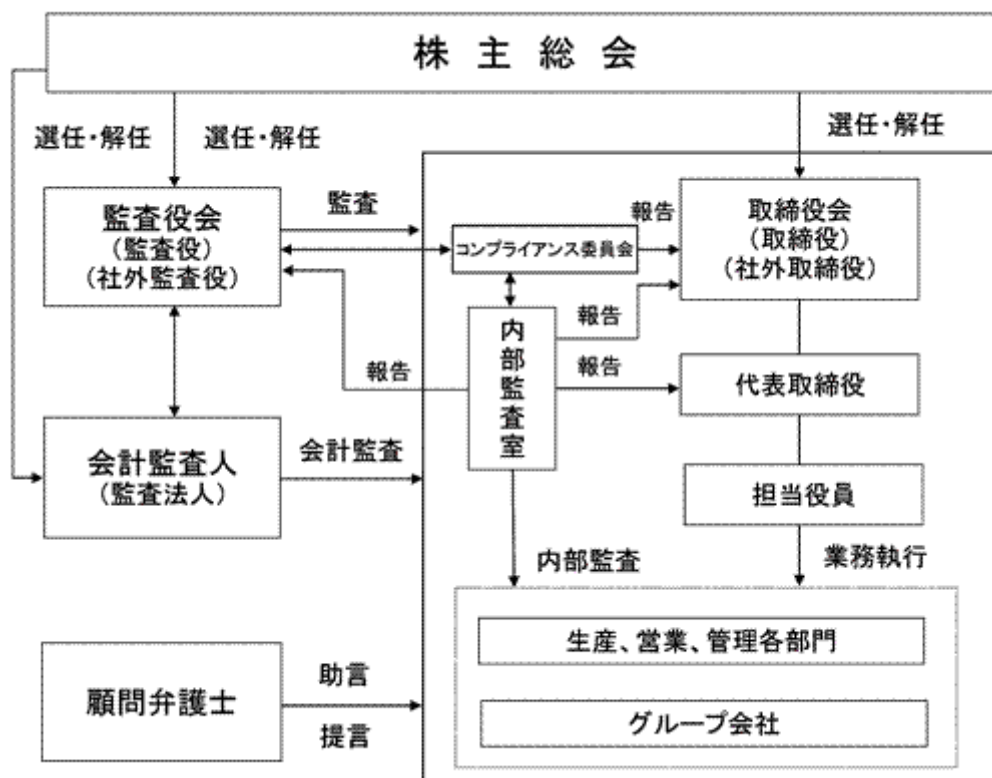 株主総会
選任・解任
選任・解任
選任・解任
監査役会
(監査役)
(社外監査役)
監査
コンプライアンス委員会
報告
取締役会
(取締役)
(社外取締役)
内部監査室
報告
報告
報告
代表取締役
会計監査人
(監査法人)
会計監査
担当役員
内部監査
業務執行
生産、営業、管理各部門
グループ会社
顧問弁護士
助言
提言